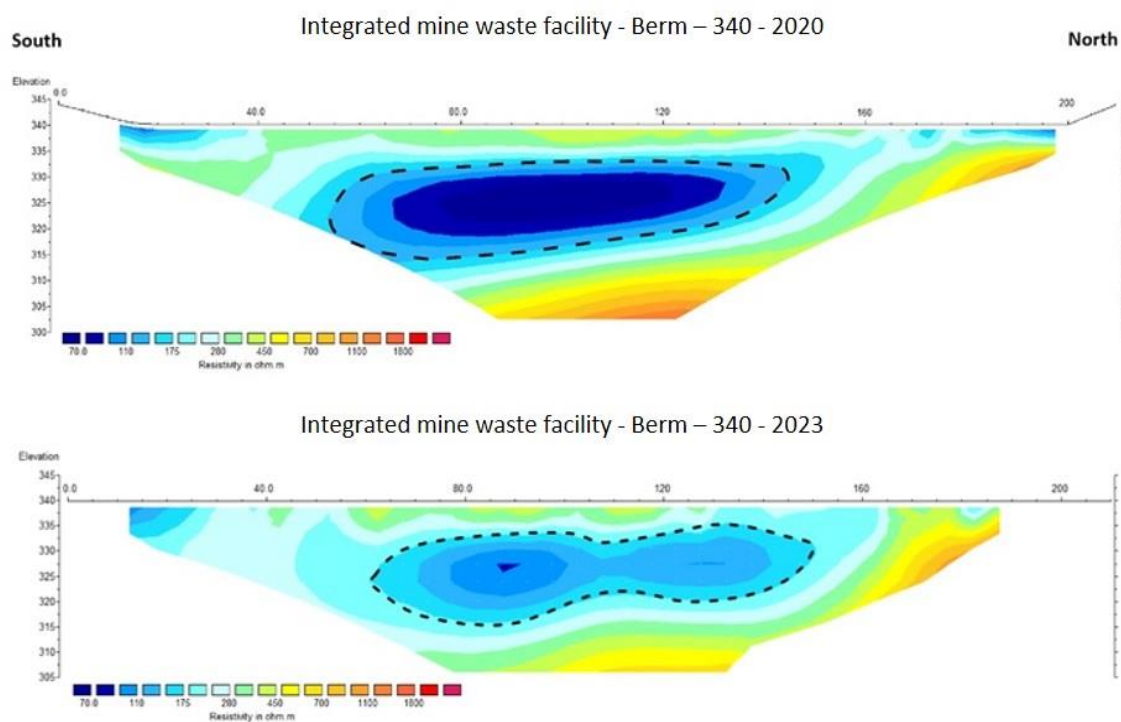 Integrated mine waste facility - Berm – 340 - 2020
South North
Elevation
0.0 40.0 80.0 120 160 200
345
340
335
330
325
320
315
310
305
300
70.0 110 175 280 450 700 1100 1800
Resistivity in ohm.m
Integrated mine waste facility - Berm – 340 - 2023
Elevation
0.0 40.0 80.0 120 160 200
345
340
335
330
325
320
315
310
305
70.0 110 175 280 450 700 1100 1800
Resistivity in ohm.m